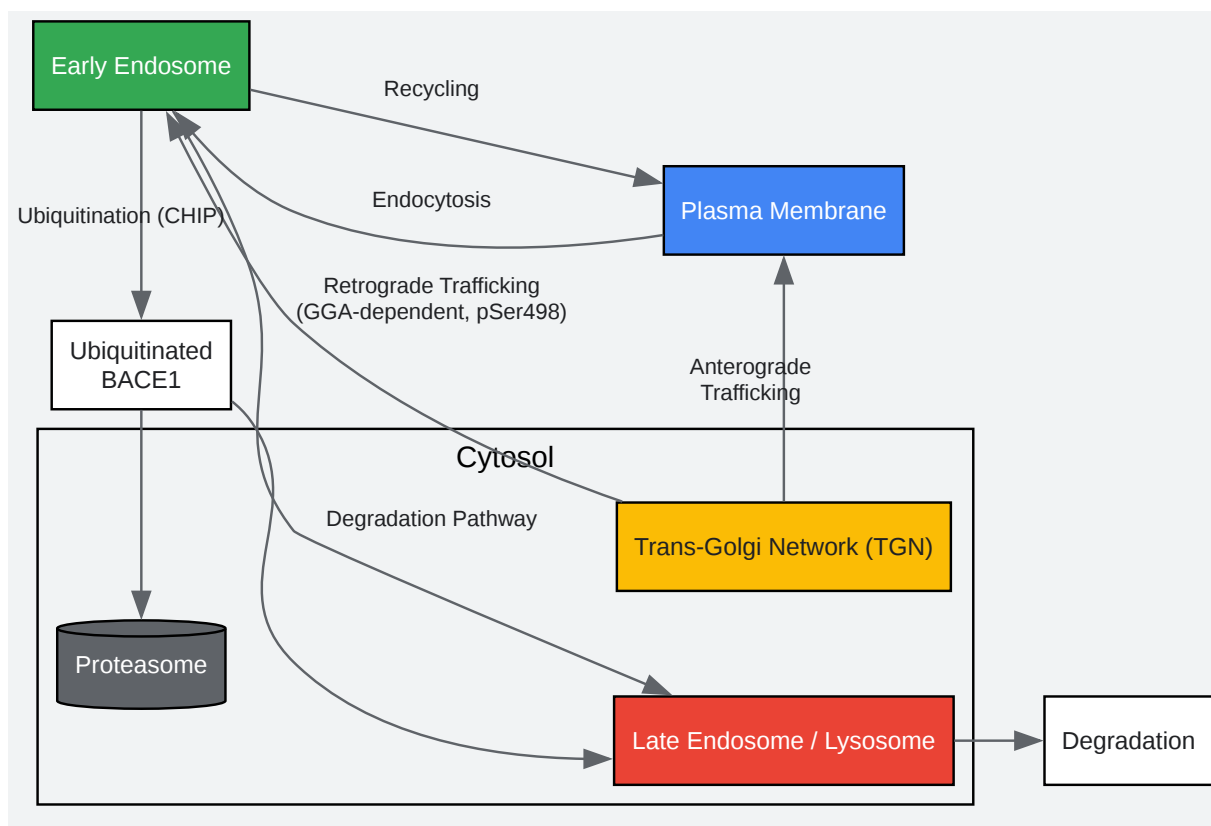 Early Endosome
Recycling
Plasma Membrane
Endocytosis
Ubiquitination (CHIP)
Retrograde Trafficking
(GGA-dependent, pSer498)
Ubiquitinated
BACE1
Anterograde
Trafficking
Cytosol
Degradation Pathway
Trans-Golgi Network (TGN)
Proteasome
Late Endosome / Lysosome
Degradation